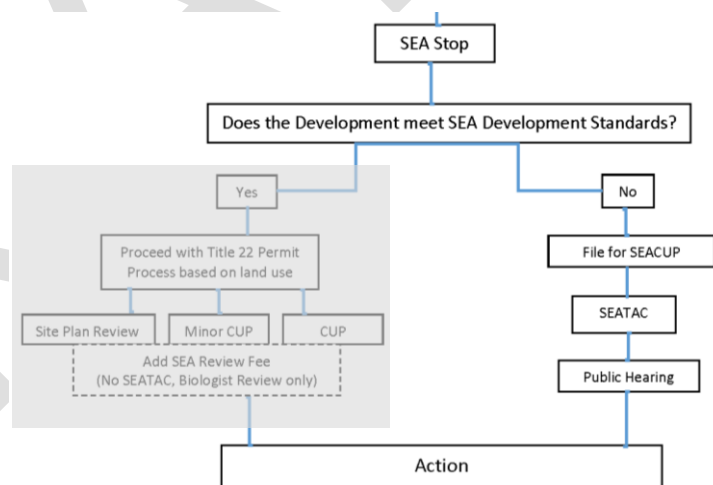 SEA Stop
Does the Development meet SEA Development Standards?
Yes
No
Proceed with Title 22 Permit
Process based on land use
File for SEACUP
Site Plan Review
Minor CUP
CUP
SEATAC
Add SEA Review Fee
(No SEATAC, Biologist Review only)
Public Hearing
Action